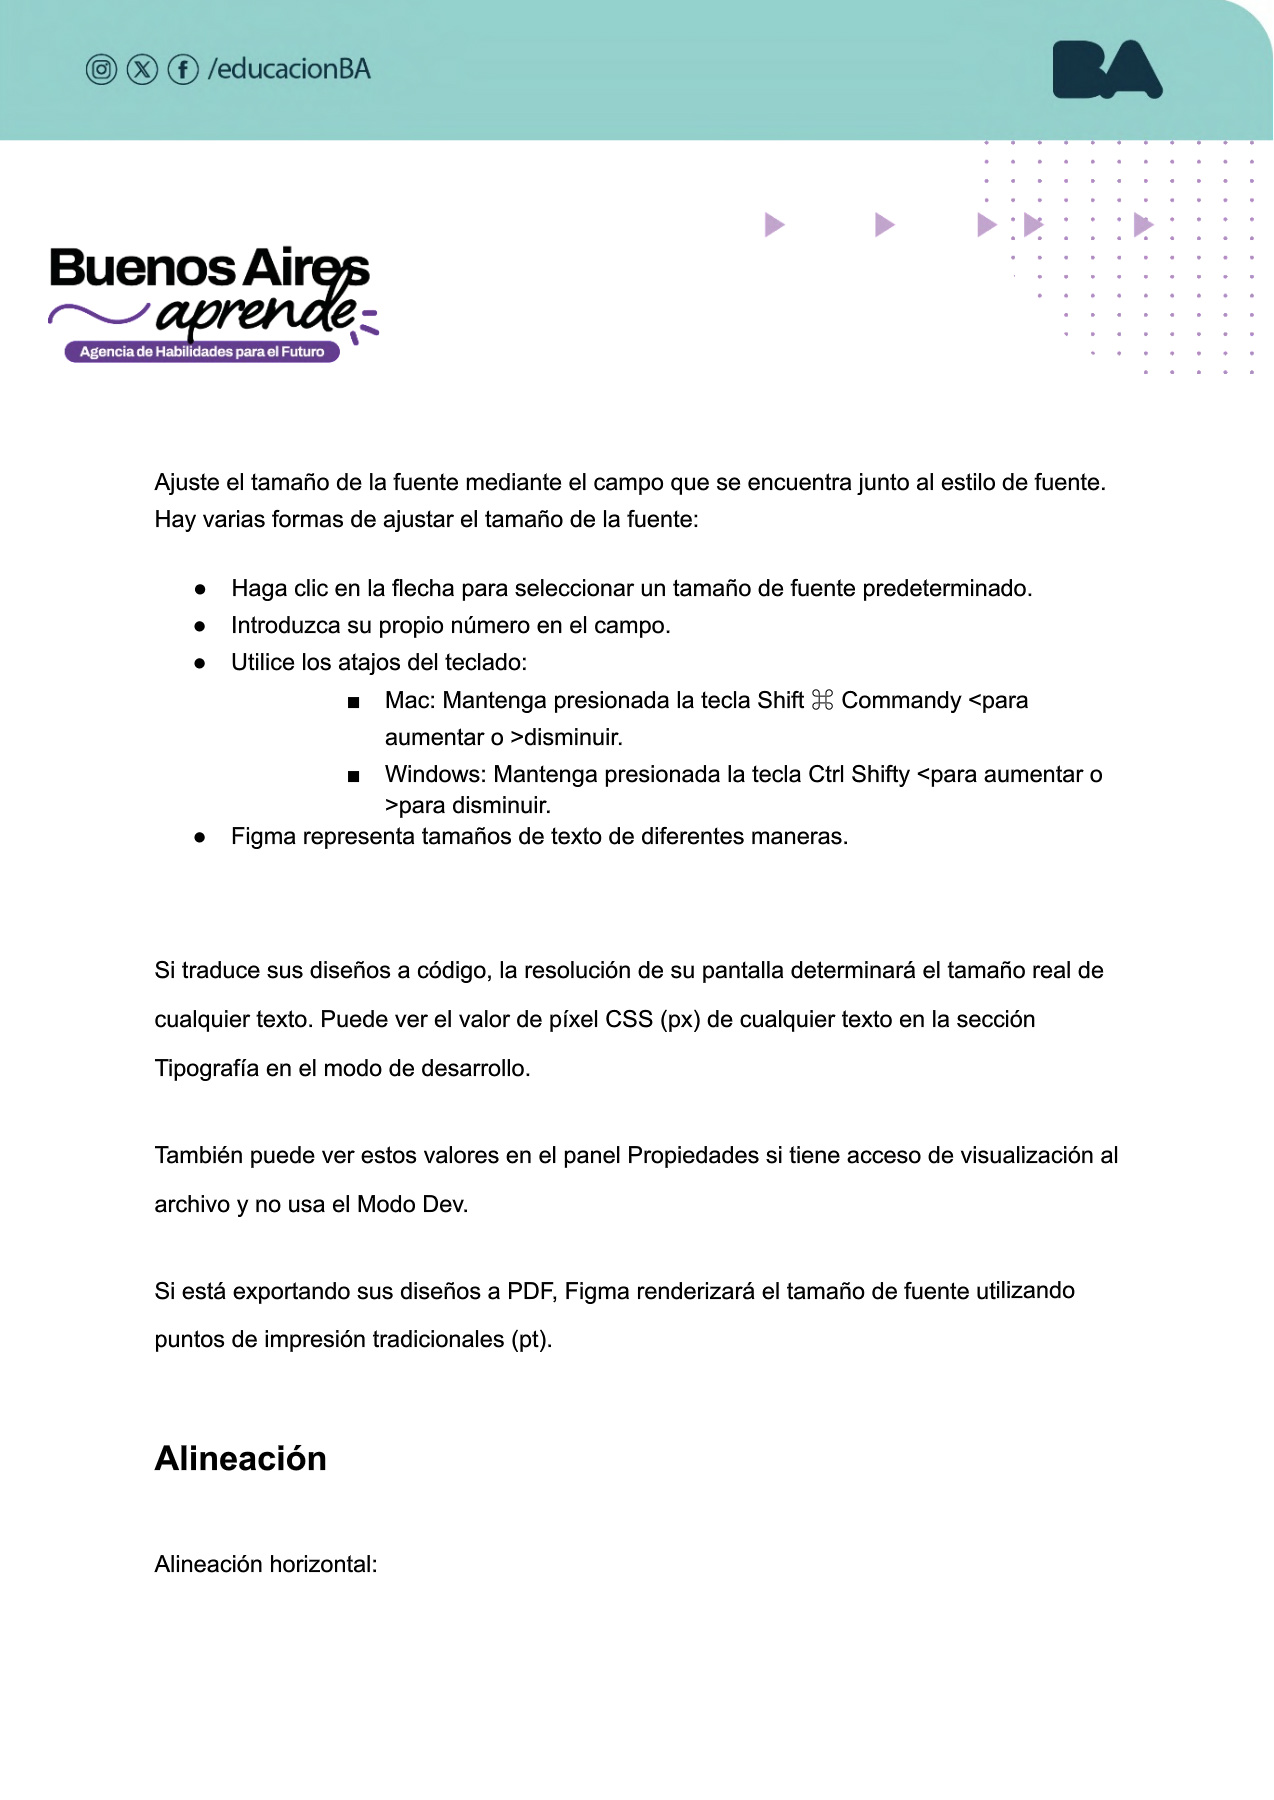 /educacionBA
BA
Buenos Aires
aprende
Agencia de Habilidades para el Futuro
Ajuste el tamaño de la fuente mediante el campo que se encuentra junto al estilo de fuente.
Hay varias formas de ajustar el tamaño de la fuente:
● Haga clic en la flecha para seleccionar un tamaño de fuente predeterminado.
● Introduzca su propio número en el campo.
● Utilice los atajos del teclado:
■ Mac: Mantenga presionada la tecla Shift ⌘ Commandy <para
aumentar o >disminuir.
■ Windows: Mantenga presionada la tecla Ctrl Shifty <para aumentar o
>para disminuir.
● Figma representa tamaños de texto de diferentes maneras.
Si traduce sus diseños a código, la resolución de su pantalla determinará el tamaño real de
cualquier texto. Puede ver el valor de píxel CSS (px) de cualquier texto en la sección
Tipografía en el modo de desarrollo.
También puede ver estos valores en el panel Propiedades si tiene acceso de visualización al
archivo y no usa el Modo Dev.
Si está exportando sus diseños a PDF, Figma renderizará el tamaño de fuente utilizando
puntos de impresión tradicionales (pt).
Alineación
Alineación horizontal: